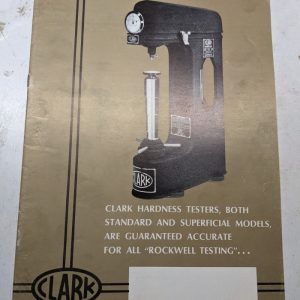 CLARK
CLARK HARDNESS TESTERS, BOTH
STANDARD AND SUPERFICIAL MODELS,
ARE GUARANTEED ACCURATE
FOR ALL "ROCKWELL TESTING"...
CLARK